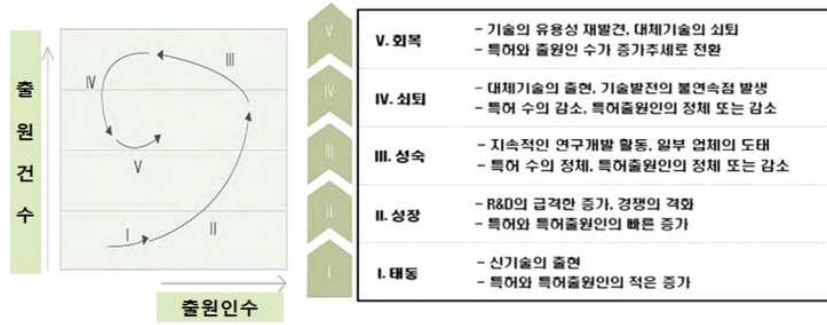 출원건수
출원인수
I
II
III
IV
V
V
IV
III
II
I
V. 회복
- 기술의 유용성 재발견, 대체기술의 쇠퇴
- 특허와 출원인 수가 증가추세로 전환
IV. 쇠퇴
- 대체기술의 출현, 기술발전의 불연속점 발생
- 특허 수의 감소, 특허출원인의 정체 또는 감소
III. 성숙
- 지속적인 연구개발 활동, 일부 업체의 도태
- 특허 수의 정체, 특허출원인의 정체 또는 감소
II. 성장
- R&D의 급격한 증가, 경쟁의 격화
- 특허와 특허출원인의 빠른 증가
I. 태동
- 신기술의 출현
- 특허와 특허출원인의 적은 증가